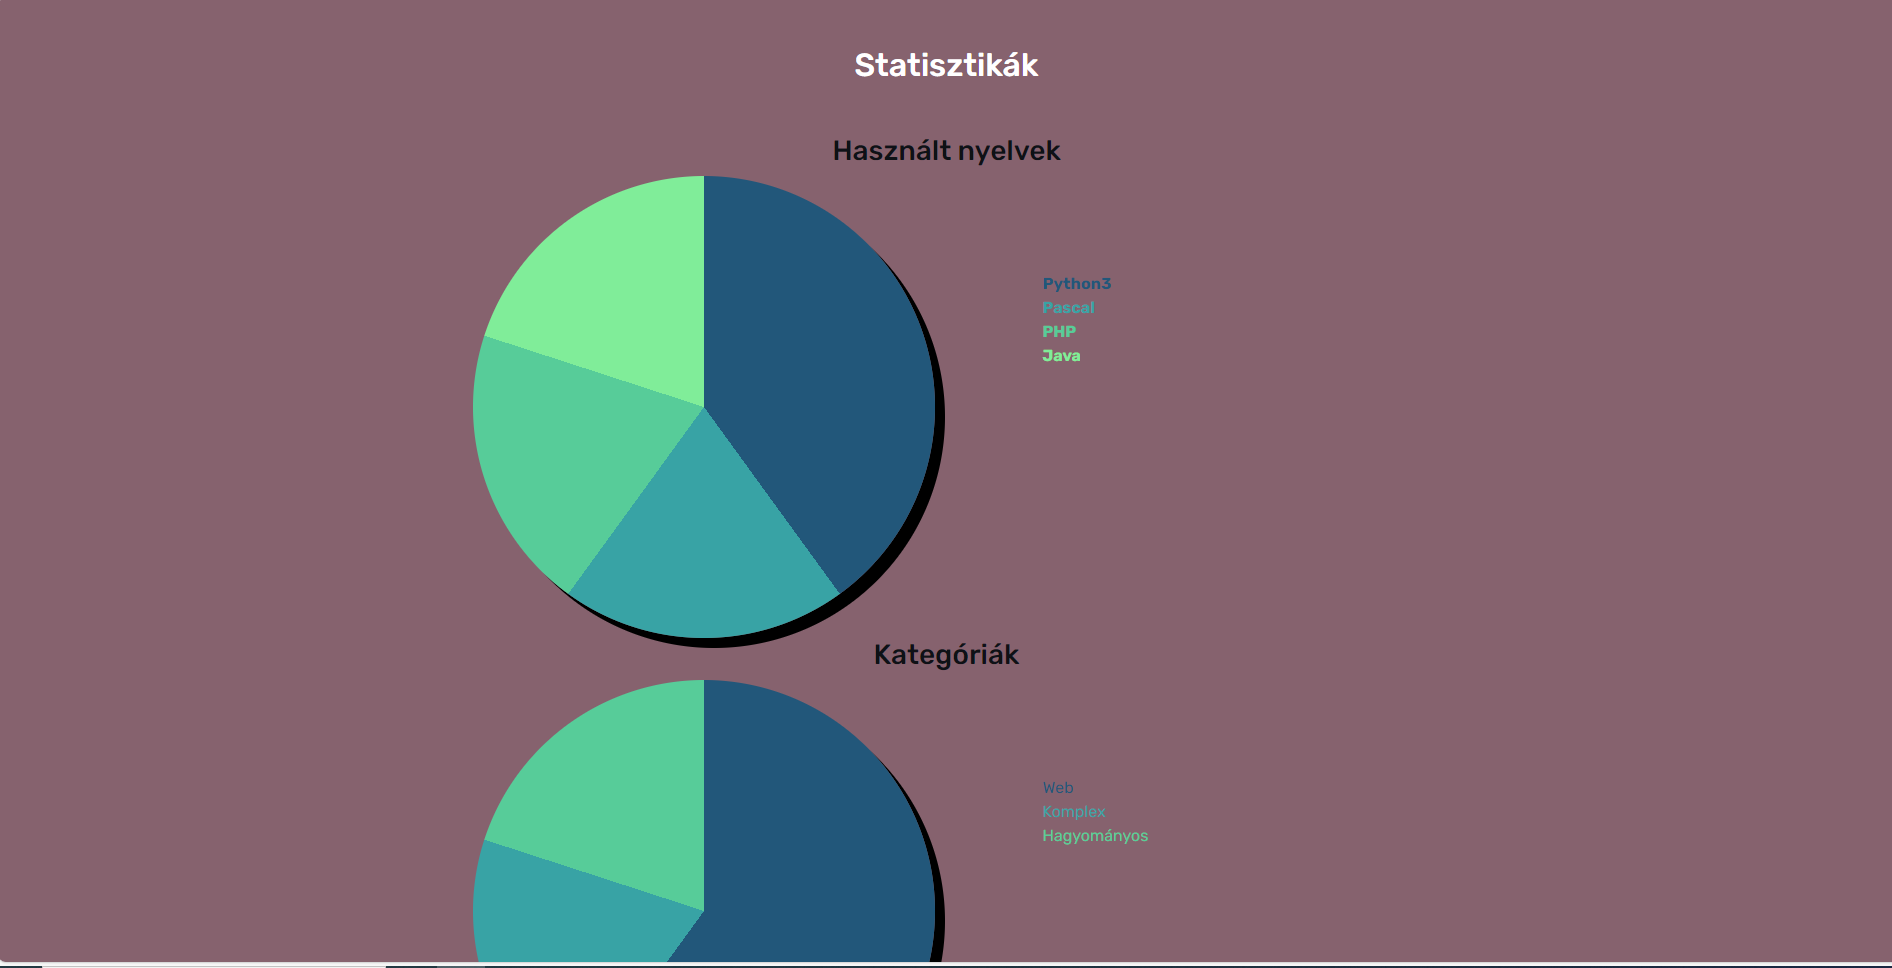 Statisztikák
Használt nyelvek
Python3
Pascal
PHP
Java
Kategóriák
Web
Komplex
Hagyományos